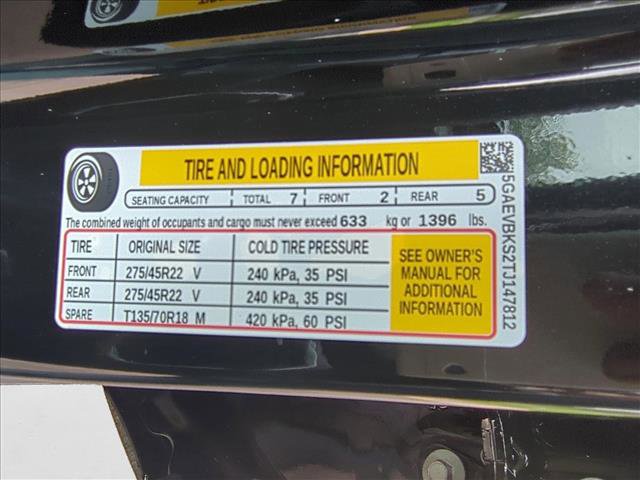 TIRE AND LOADING INFORMATION
SEATING CAPACITY TOTAL 7 FRONT 2 REAR 5
The combined weight of occupants and cargo must never exceed 633 kg or 1396 lbs.
TIRE ORIGINAL SIZE COLD TIRE PRESSURE
FRONT 275/45R22 V 240 kPa, 35 PSI
REAR 275/45R22 V 240 kPa, 35 PSI
SPARE T135/70R18 M 420 kPa, 60 PSI
SEE OWNER'S
MANUAL FOR
ADDITIONAL
INFORMATION
5GAEVBKS2TJ147812